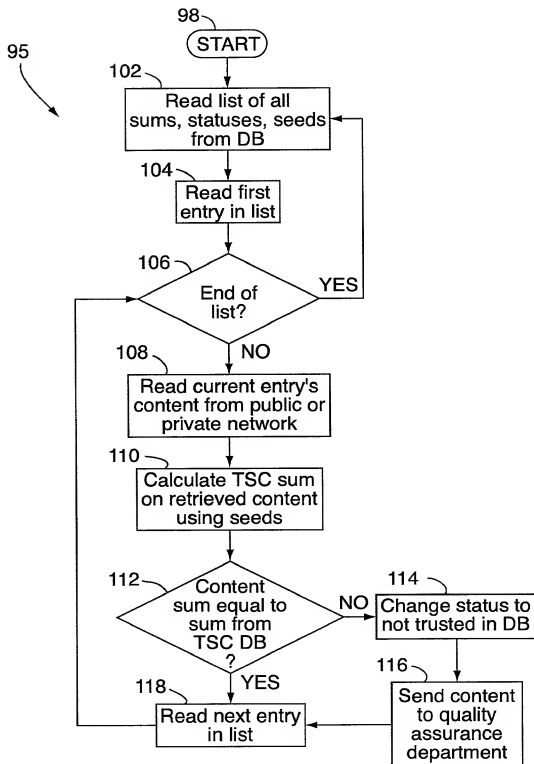 98
START
95
102
Read list of all
sums, statuses, seeds
from DB
104
Read first
entry in list
106
End of
list?
YES
NO
108
Read current entry's
content from public or
private network
110
Calculate TSC sum
on retrieved content
using seeds
112
Content
sum equal to
sum from
TSC DB
?
NO
YES
114
Change status to
not trusted in DB
116
Send content
to quality
assurance
department
118
Read next entry
in list